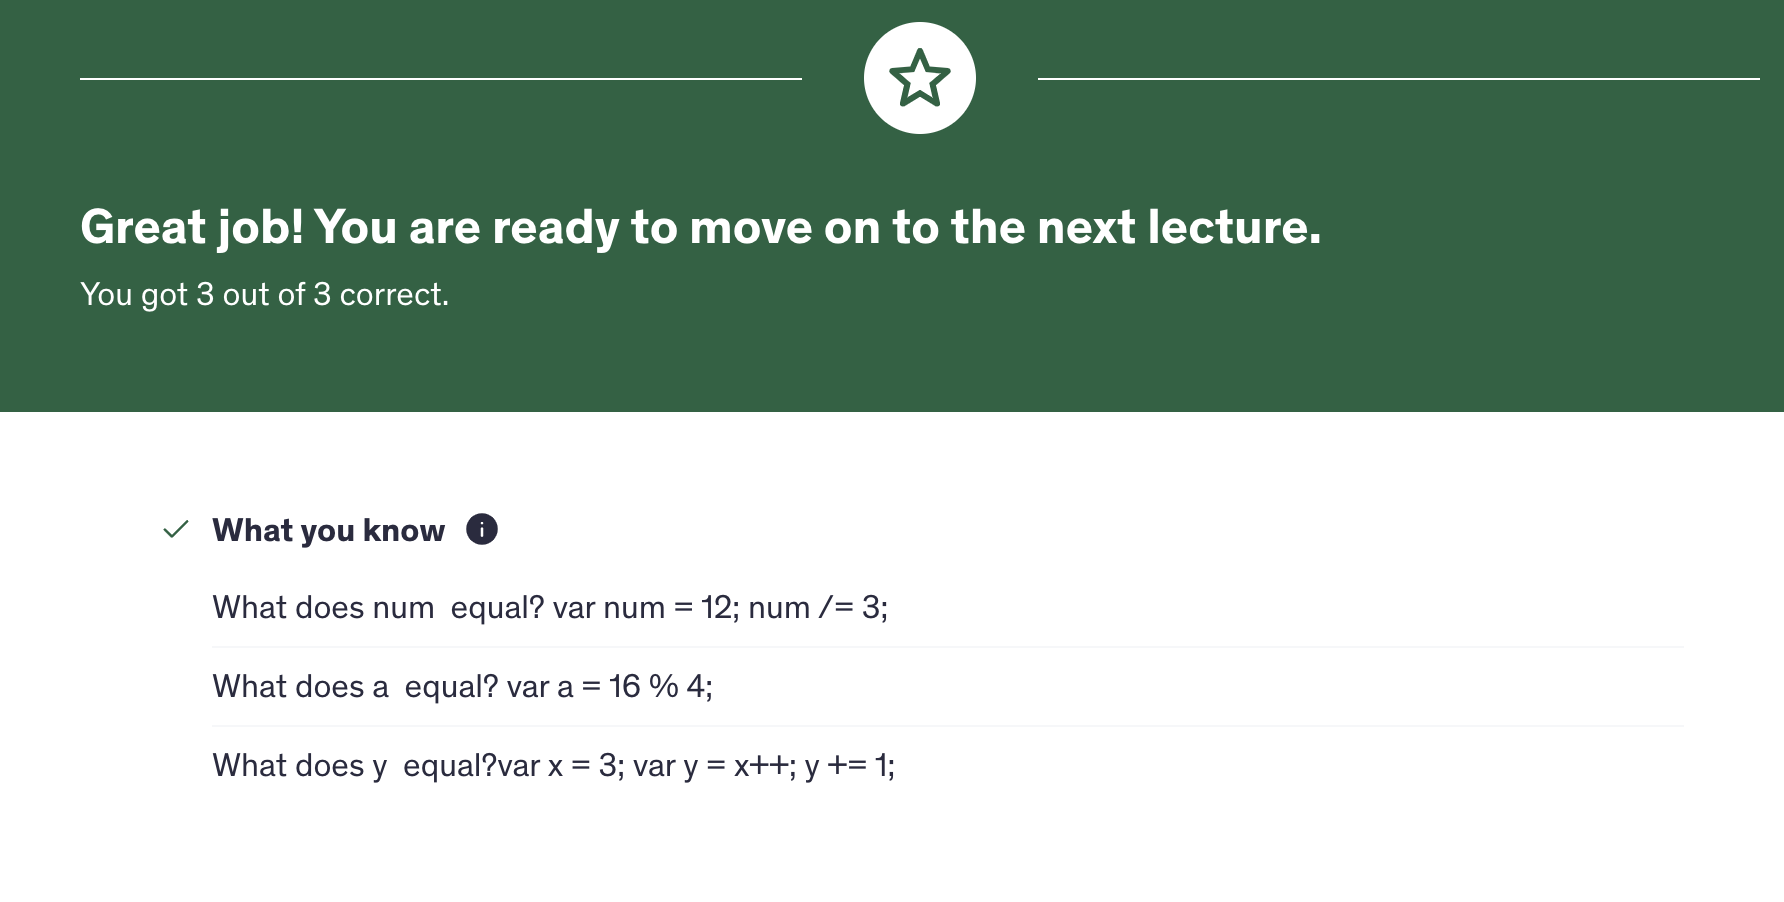 Great job! You are ready to move on to the next lecture.
You got 3 out of 3 correct.
What you know
What does num  equal? var num = 12; num /= 3;
What does a  equal? var a = 16 % 4;
What does y  equal?var x = 3; var y = x++; y += 1;